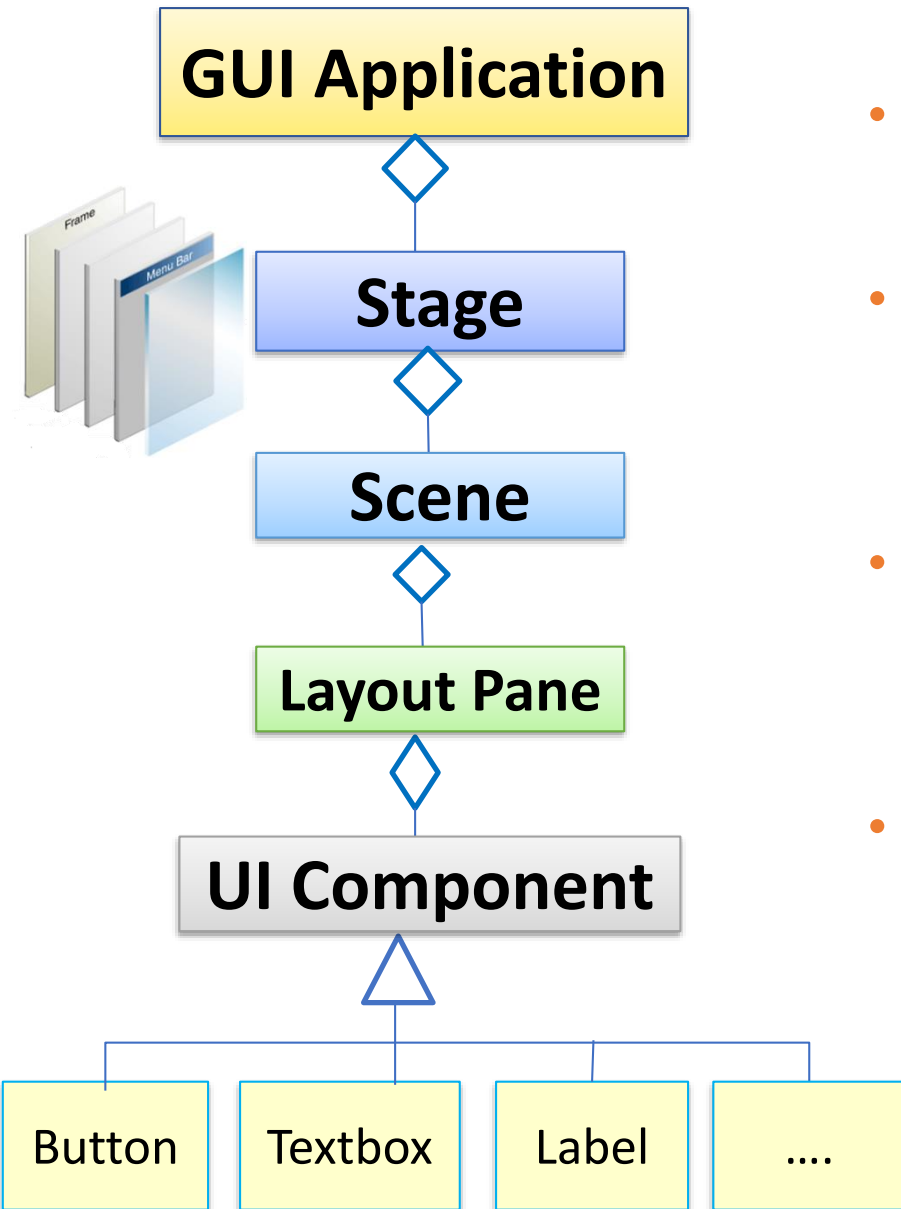 GUI Application
Frame
Menu Bar
Stage
Scene
Layout Pane
UI Component
Button
Textbox
Label
....